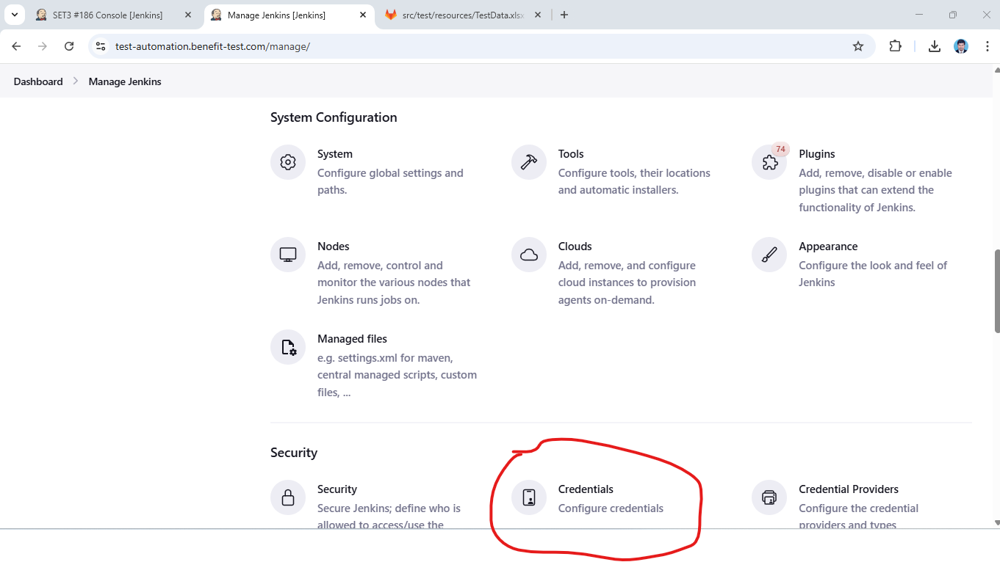 SET3 #186 Console [Jenkins]
Manage Jenkins [Jenkins]
src/test/resources/TestData.xlsx
test-automation.benefit-test.com/manage/
Dashboard
Manage Jenkins
System Configuration
System
Configure global settings and
paths.
Tools
Configure tools, their locations
and automatic installers.
74
Plugins
Add, remove, disable or enable
plugins that can extend the
functionality of Jenkins.
Nodes
Add, remove, control and
monitor the various nodes that
Jenkins runs jobs on.
Clouds
Add, remove, and configure
cloud instances to provision
agents on-demand.
Appearance
Configure the look and feel of
Jenkins
Managed files
e.g. settings.xml for maven,
central managed scripts, custom
files, ...
Security
Security
Secure Jenkins; define who is
allowed to access/use the
Credentials
Configure credentials
Credential Providers
Configure the credential
providers and types